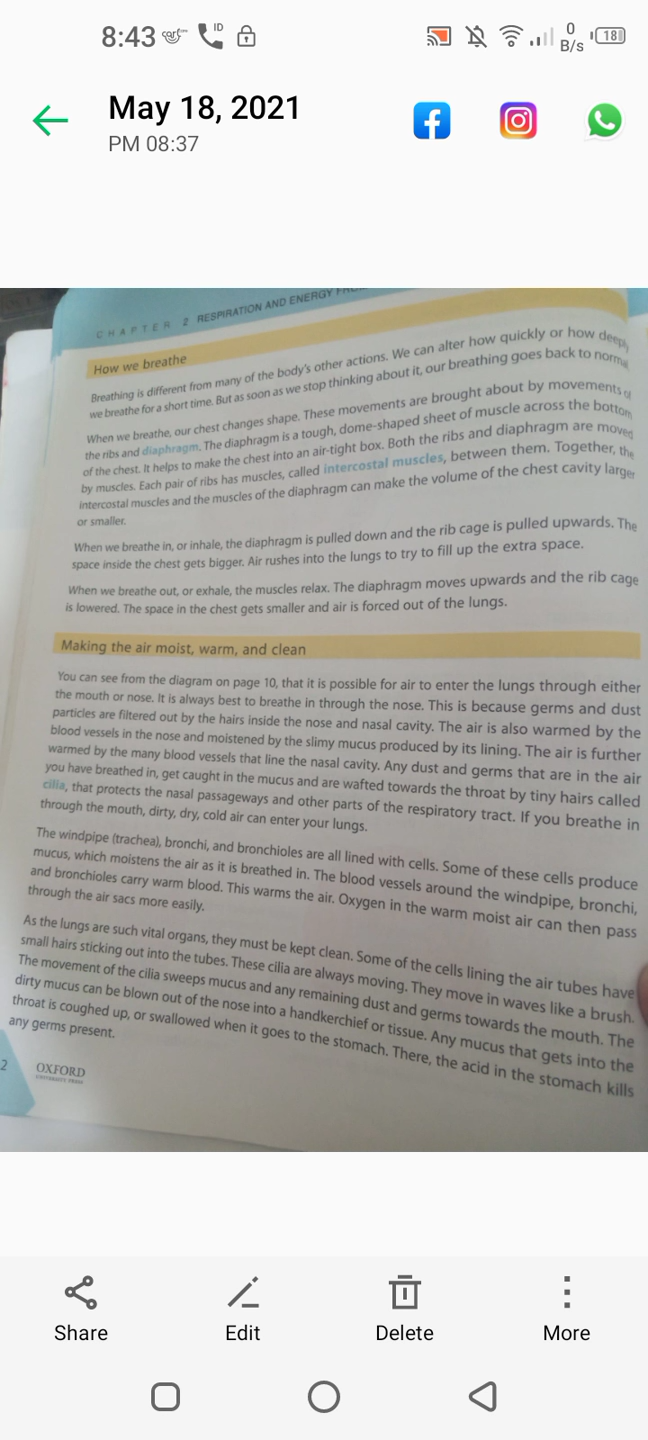 8:43 ID 0 B/s 18
May 18, 2021
PM 08:37
CHAPTER 2 RESPIRATION AND ENERGY
How we breathe
Breathing is different from many of the body's other actions. We can alter how quickly or how deeply
we breathe for a short time. But as soon as we stop thinking about it, our breathing goes back to normal
When we breathe, our chest changes shape. These movements are brought about by movements of
the ribs and diaphragm. The diaphragm is a tough, dome-shaped sheet of muscle across the bottom
of the chest. It helps to make the chest into an air-tight box. Both the ribs and diaphragm are moved
by muscles. Each pair of ribs has muscles, called intercostal muscles, between them. Together, the
intercostal muscles and the muscles of the diaphragm can make the volume of the chest cavity larger
or smaller.
When we breathe in, or inhale, the diaphragm is pulled down and the rib cage is pulled upwards. The
space inside the chest gets bigger. Air rushes into the lungs to try to fill up the extra space.
When we breathe out, or exhale, the muscles relax. The diaphragm moves upwards and the rib cage
is lowered. The space in the chest gets smaller and air is forced out of the lungs.
Making the air moist, warm, and clean
You can see from the diagram on page 10, that it is possible for air to enter the lungs through either
the mouth or nose. It is always best to breathe in through the nose. This is because germs and dust
particles are filtered out by the hairs inside the nose and nasal cavity. The air is also warmed by the
blood vessels in the nose and moistened by the slimy mucus produced by its lining. The air is further
warmed by the many blood vessels that line the nasal cavity. Any dust and germs that are in the air
you have breathed in, get caught in the mucus and are wafted towards the throat by tiny hairs called
cilia, that protects the nasal passageways and other parts of the respiratory tract. If you breathe in
through the mouth, dirty, dry, cold air can enter your lungs.
The windpipe (trachea), bronchi, and bronchioles are all lined with cells. Some of these cells produce
mucus, which moistens the air as it is breathed in. The blood vessels around the windpipe, bronchi,
and bronchioles carry warm blood. This warms the air. Oxygen in the warm moist air can then pass
through the air sacs more easily.
As the lungs are such vital organs, they must be kept clean. Some of the cells lining the air tubes have
small hairs sticking out into the tubes. These cilia are always moving. They move in waves like a brush.
The movement of the cilia sweeps mucus and any remaining dust and germs towards the mouth. The
dirty mucus can be blown out of the nose into a handkerchief or tissue. Any mucus that gets into the
throat is coughed up, or swallowed when it goes to the stomach. There, the acid in the stomach kills
any germs present.
2
OXFORD
UNIVERSITY PRESS
Share Edit Delete More